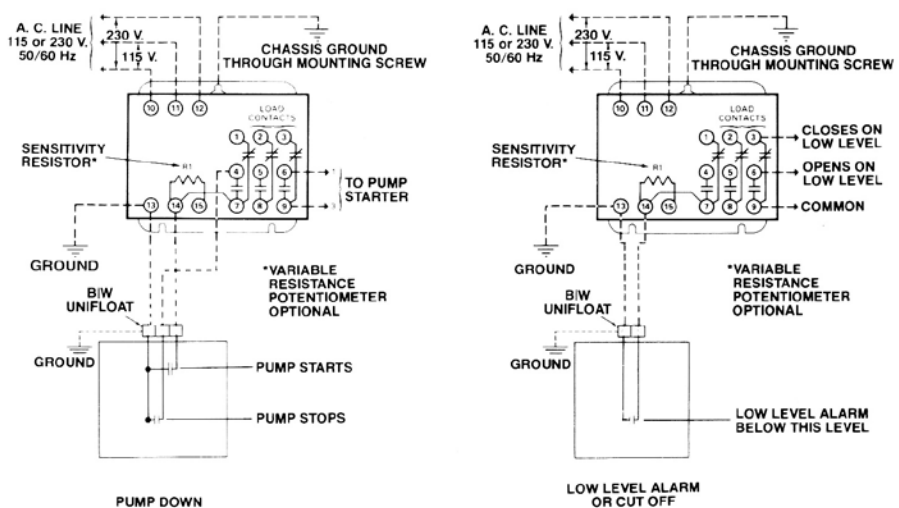 A. C. LINE
115 or 230 V.
50/60 Hz
230 V.
115 V.
CHASSIS GROUND
THROUGH MOUNTING SCREW
10 11 12
LOAD
CONTACTS
1 2 3
SENSITIVITY
RESISTOR*
R1
4 5 6
TO PUMP
STARTER
13 14 15 7 8 9
GROUND
*VARIABLE
RESISTANCE
POTENTIOMETER
OPTIONAL
B/W
UNIFLOAT
GROUND
PUMP STARTS
PUMP STOPS
PUMP DOWN
A. C. LINE
115 or 230 V.
50/60 Hz
230 V.
115 V.
CHASSIS GROUND
THROUGH MOUNTING SCREW
10 11 12
LOAD
CONTACTS
1 2 3
CLOSES ON
LOW LEVEL
SENSITIVITY
RESISTOR*
R1
4 5 6
OPENS ON
LOW LEVEL
13 14 15 7 8 9
COMMON
GROUND
*VARIABLE
RESISTANCE
POTENTIOMETER
OPTIONAL
B/W
UNIFLOAT
GROUND
LOW LEVEL ALARM
BELOW THIS LEVEL
LOW LEVEL ALARM
OR CUT OFF